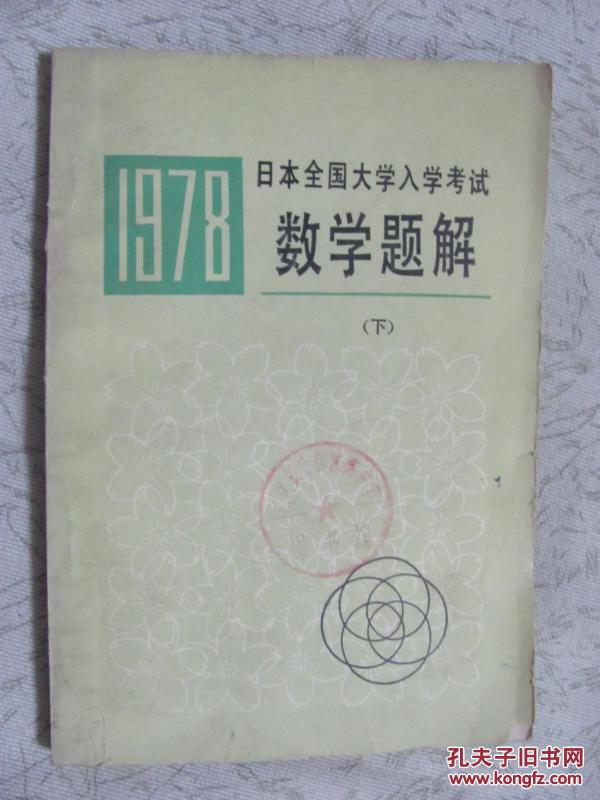 1978
日本全国大学入学考试
数学题解
（下）
孔夫子旧书网
www.kongfz.com